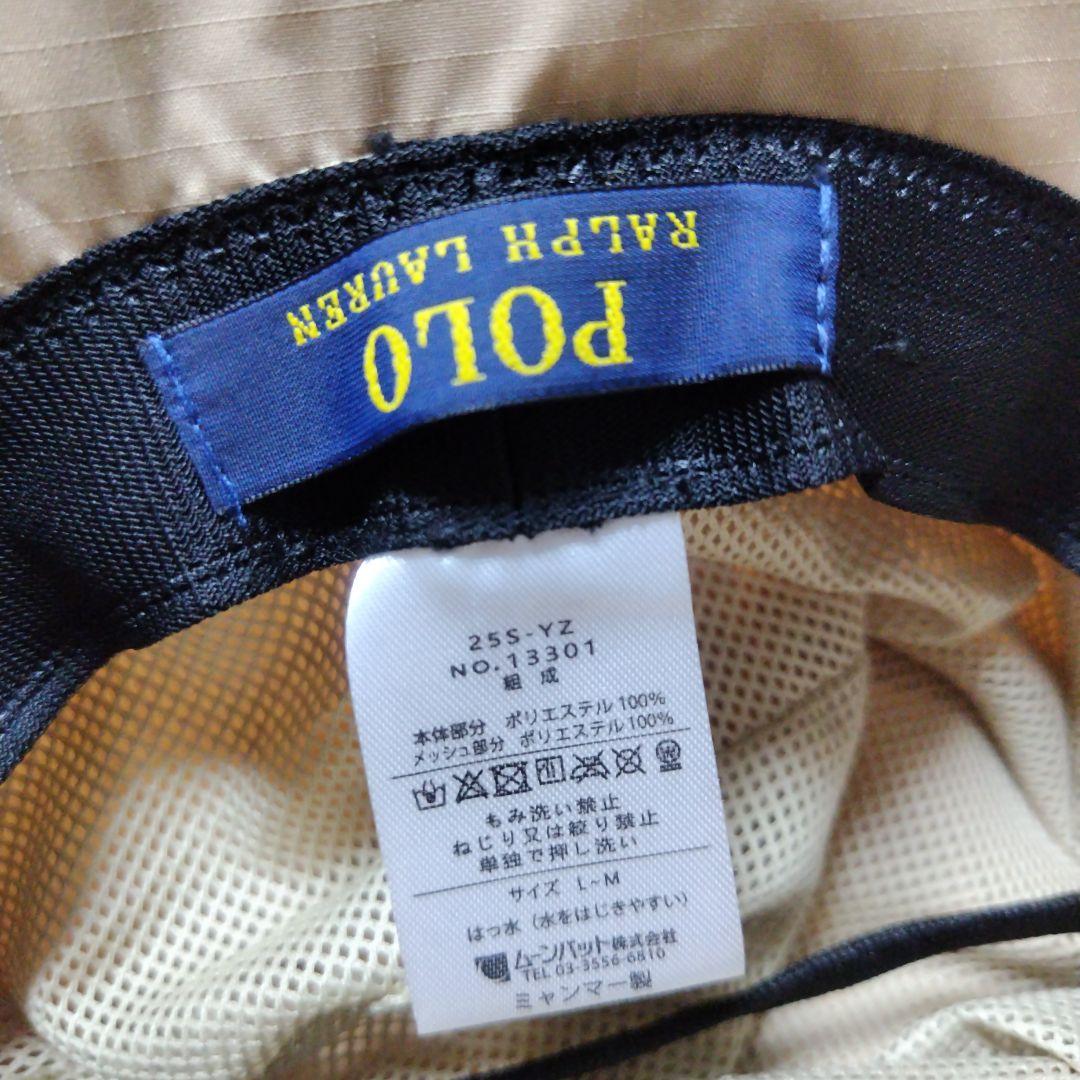 POLO
RALPH LAUREN
25S-YZ
NO.13301
組成
本体部分 ポリエステル100%
メッシュ部分 ポリエステル100%
もみ洗い禁止
ねじり又は絞り禁止
単独で押し洗い
サイズ L~M
はっ水（水をはじきやすい）
ムーンバット株式会社
TEL 03-3556-6810
ミャンマー製